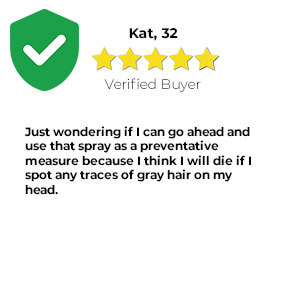 Kat, 32
Verified Buyer
Just wondering if I can go ahead and
use that spray as a preventative
measure because I think I will die if I
spot any traces of gray hair on my
head.